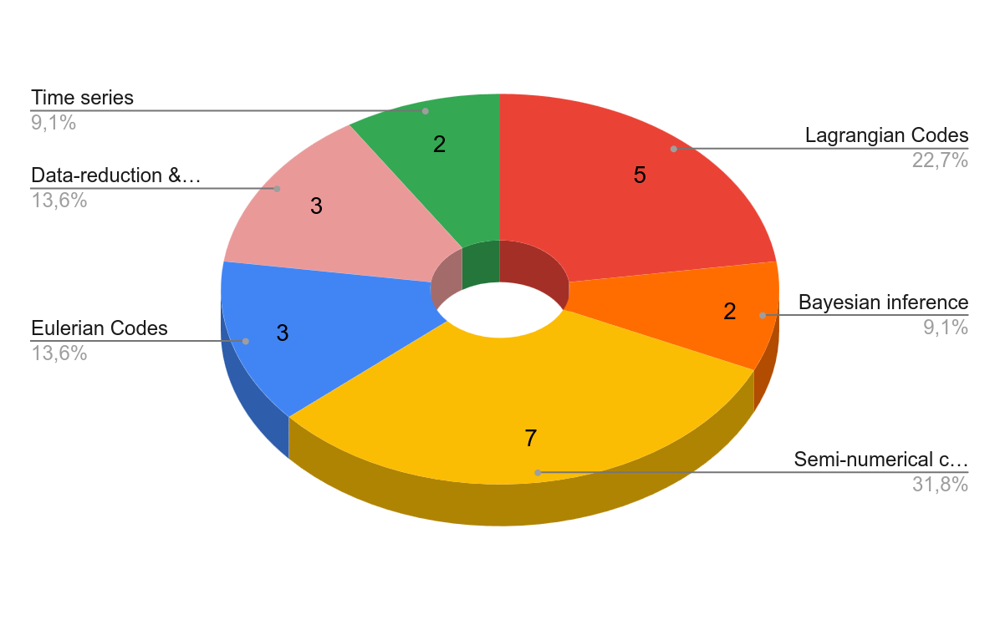 Time series
9,1%
Data-reduction &…
13,6%
Eulerian Codes
13,6%
Lagrangian Codes
22,7%
Bayesian inference
9,1%
Semi-numerical c…
31,8%
2
5
3
2
3
7